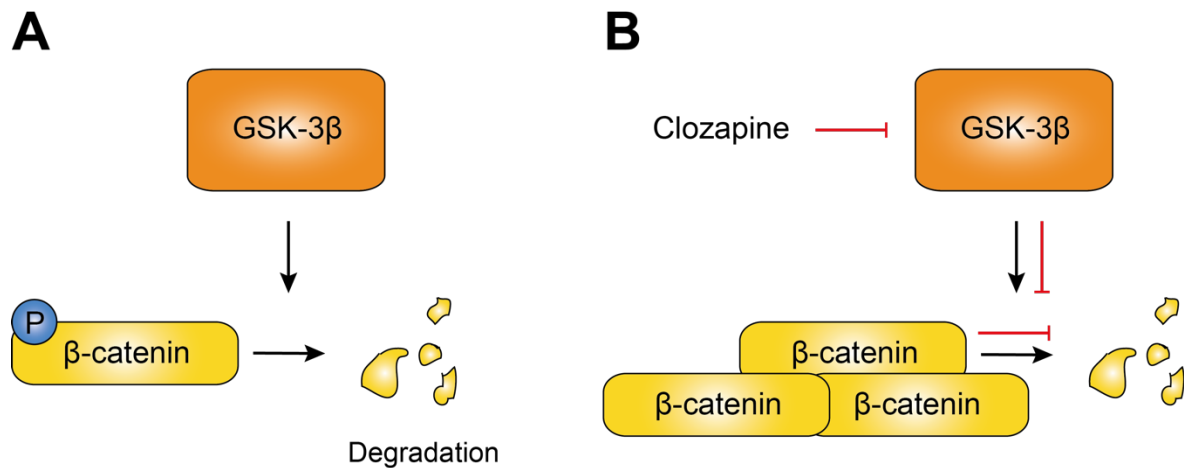 A
GSK-3β
P
β-catenin
Degradation
B
Clozapine
GSK-3β
β-catenin
β-catenin
β-catenin